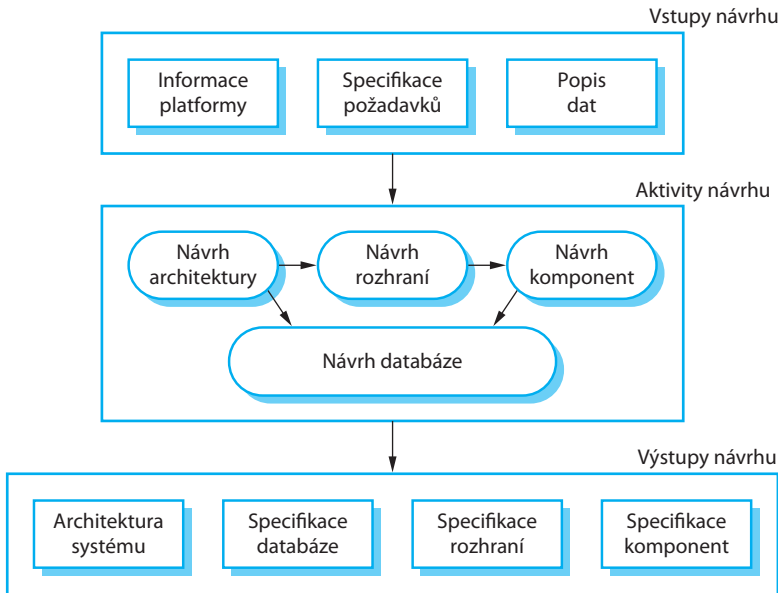 Vstupy návrhu
Informace
platformy
Specifikace
požadavků
Popis
dat
Aktivity návrhu
Návrh
architektury
Návrh
rozhraní
Návrh
komponent
Návrh databáze
Výstupy návrhu
Architektura
systému
Specifikace
databáze
Specifikace
rozhraní
Specifikace
komponent